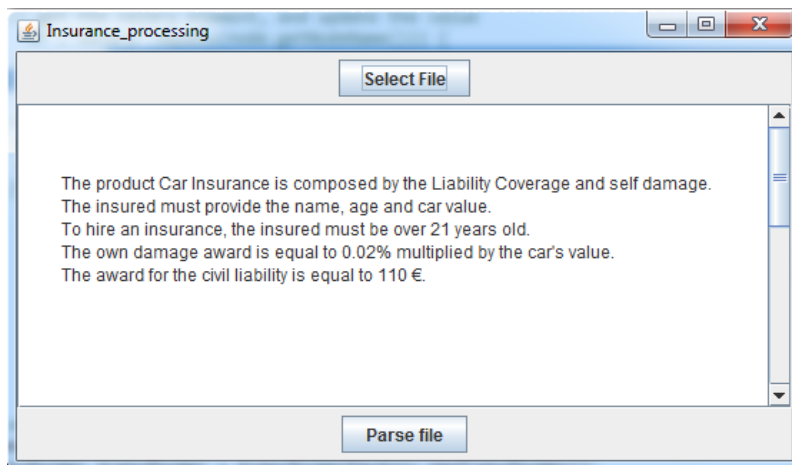 Insurance_processing
Select File
The product Car Insurance is composed by the Liability Coverage and self damage.
The insured must provide the name, age and car value.
To hire an insurance, the insured must be over 21 years old.
The own damage award is equal to 0.02% multiplied by the car's value.
The award for the civil liability is equal to 110 €.
Parse file